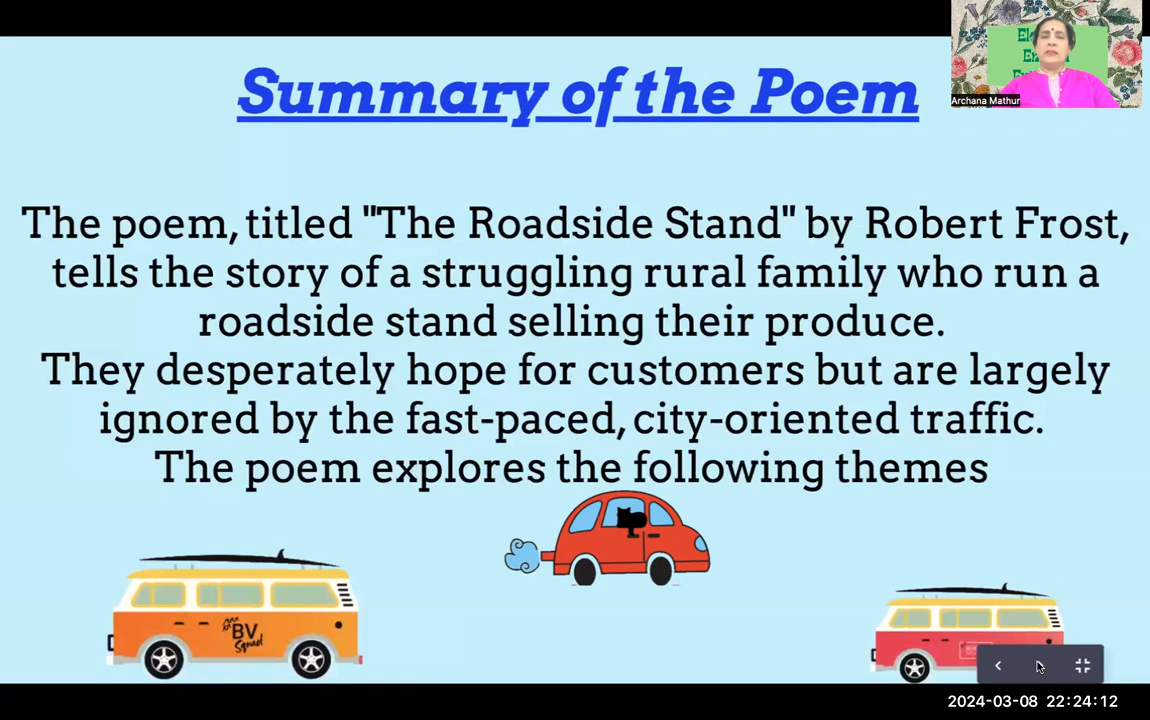 Summary of the Poem
Archana Mathur
The poem, titled "The Roadside Stand" by Robert Frost,
tells the story of a struggling rural family who run a
roadside stand selling their produce.
They desperately hope for customers but are largely
ignored by the fast-paced, city-oriented traffic.
The poem explores the following themes
BV
Squad
2024-03-08 22:24:12